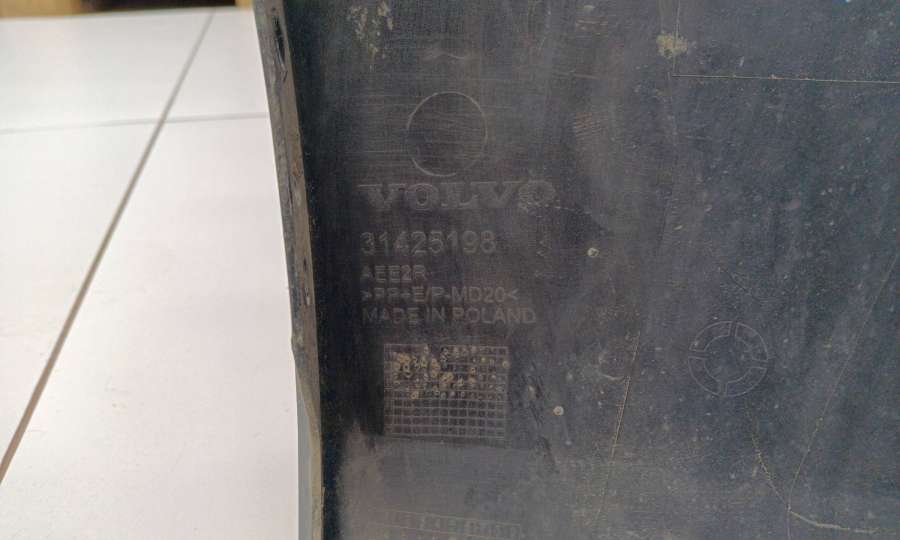 VOLVO
31425198
AEE2R
>PP+E/P-MD20<
MADE IN POLAND